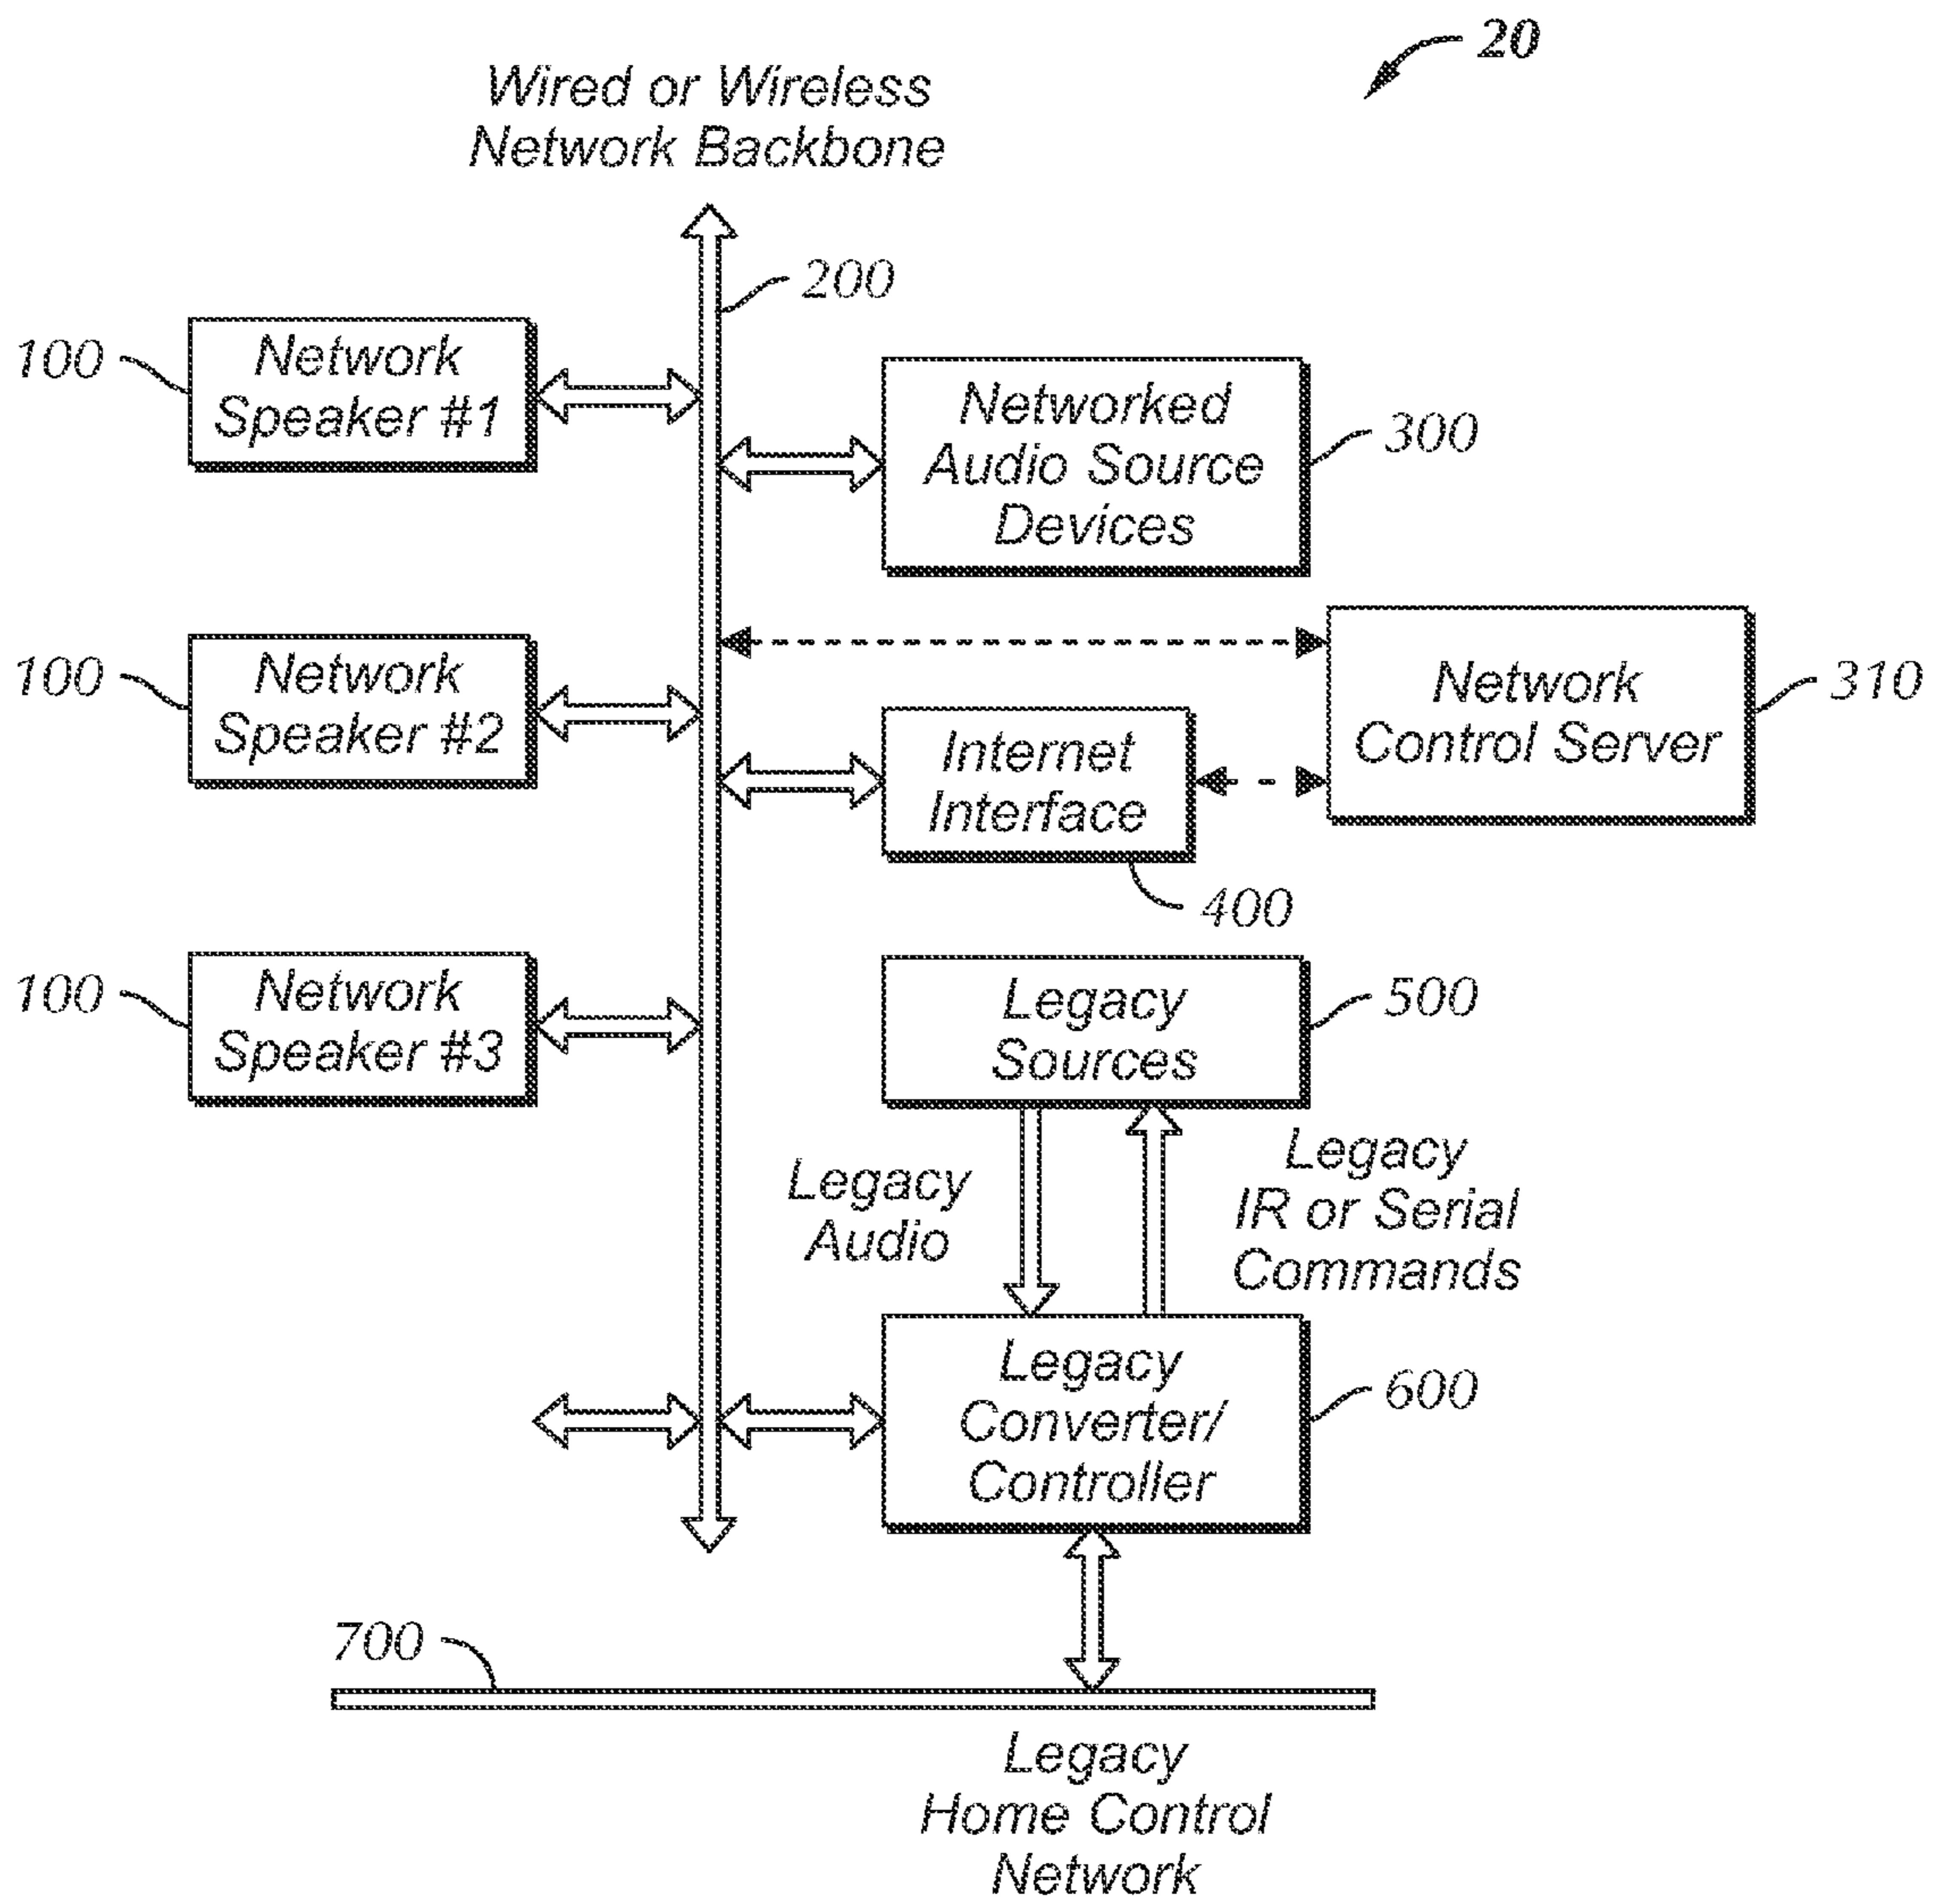 20
Wired or Wireless
Network Backbone
200
100
Network
Speaker #1
Networked
Audio Source
Devices
300
100
Network
Speaker #2
Network
Control Server
310
Internet
Interface
400
100
Network
Speaker #3
Legacy
Sources
500
Legacy
Audio
Legacy
IR or Serial
Commands
Legacy
Converter/
Controller
600
700
Legacy
Home Control
Network